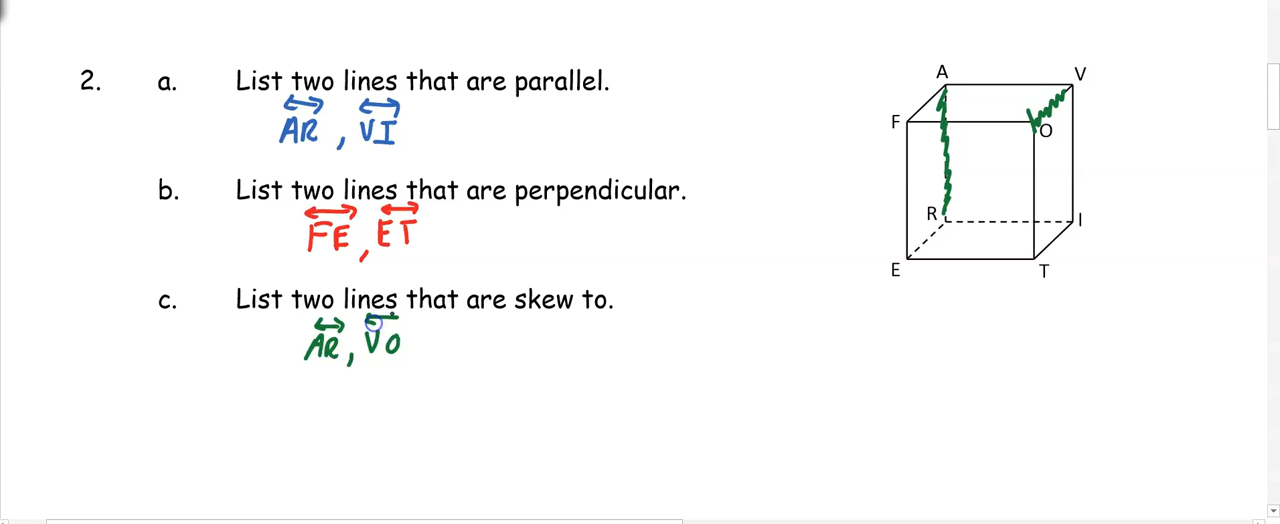 2. a. List two lines that are parallel.
AR , VI
b. List two lines that are perpendicular.
FE , ET
c. List two lines that are skew to.
AR , VO
A V
F O
R I
E T